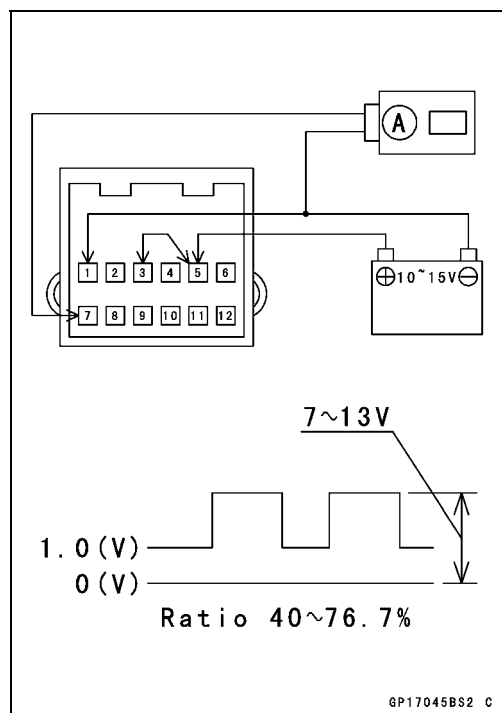 A
⊕10~15V⊖
1 2 3 4 5 6
7 8 9 10 11 12
7~13V
1.0(V)
0(V)
Ratio 40~76.7%
GP17045BS2 C